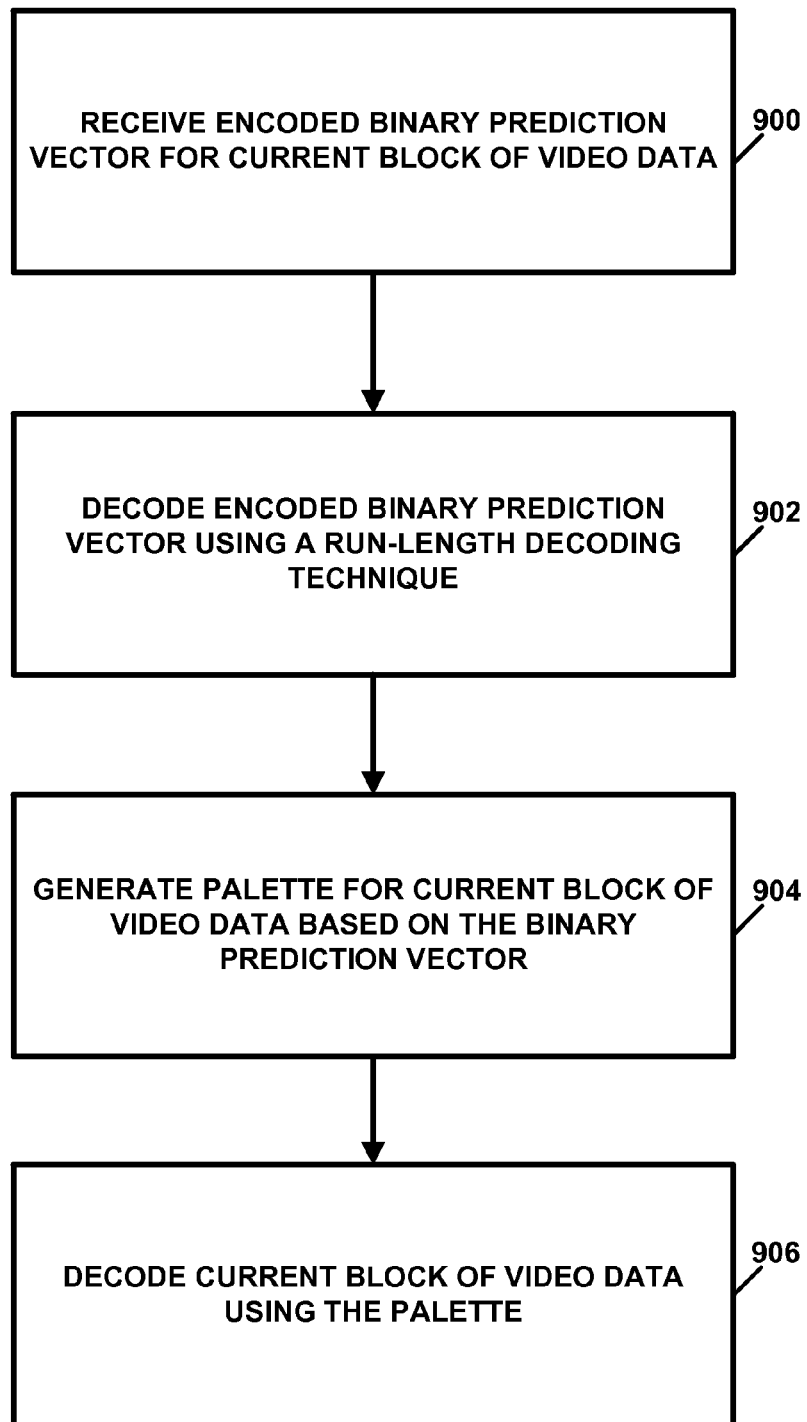 RECEIVE ENCODED BINARY PREDICTION
VECTOR FOR CURRENT BLOCK OF VIDEO DATA
900
DECODE ENCODED BINARY PREDICTION
VECTOR USING A RUN-LENGTH DECODING
TECHNIQUE
902
GENERATE PALETTE FOR CURRENT BLOCK OF
VIDEO DATA BASED ON THE BINARY
PREDICTION VECTOR
904
DECODE CURRENT BLOCK OF VIDEO DATA
USING THE PALETTE
906